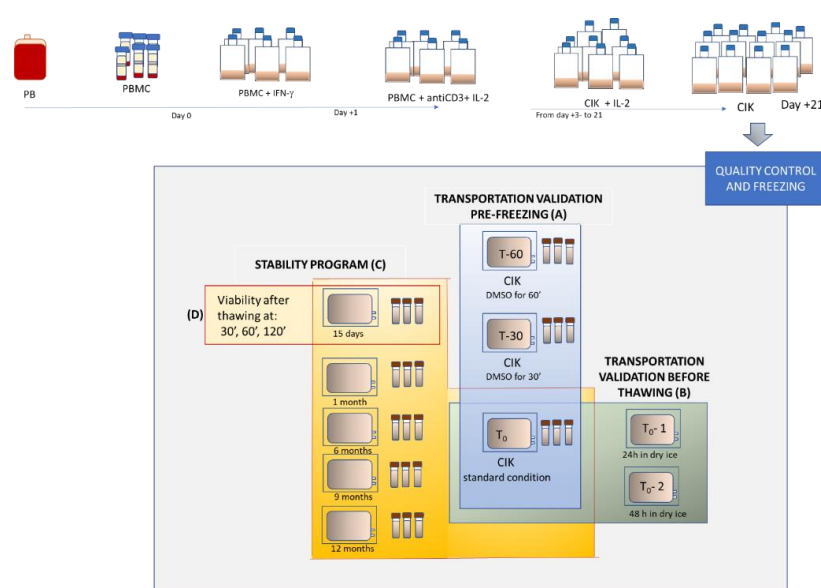 PB
PBMC
PBMC + IFN-γ
PBMC + antiCD3+ IL-2
CIK + IL-2
CIK
Day +21
Day 0
Day +1
From day +3- to 21
QUALITY CONTROL
AND FREEZING
TRANSPORTATION VALIDATION
PRE-FREEZING (A)
T-60
CIK
DMSO for 60'
T-30
CIK
DMSO for 30'
T0
CIK
standard condition
STABILITY PROGRAM (C)
(D)
Viability after
thawing at:
30', 60', 120'
15 days
1 month
6 months
9 months
12 months
TRANSPORTATION
VALIDATION BEFORE
THAWING (B)
T0- 1
24h in dry ice
T0- 2
48 h in dry ice